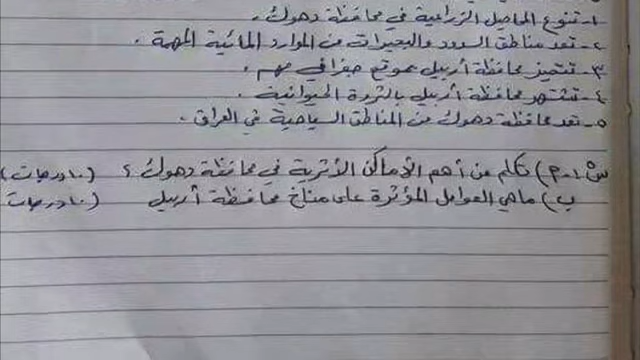 ١- تنوع المحاصيل الزراعية في محافظة دهوك.
٢- تعد مناطق السدود والبحيرات من الموارد المائية المهمة.
٣- تتميز محافظة أربيل بموقع جغرافي مهم.
٤- تشتهر محافظة أربيل بالثروة الحيوانية.
٥- تعد محافظة دهوك من المناطق السياحية في العراق.
تكلم عن أهم الأماكن الأثرية في محافظة دهوك ؟ (١٠ درجات)
ب) ماهي العوامل المؤثرة على مناخ محافظة أربيل (١٠ درجات